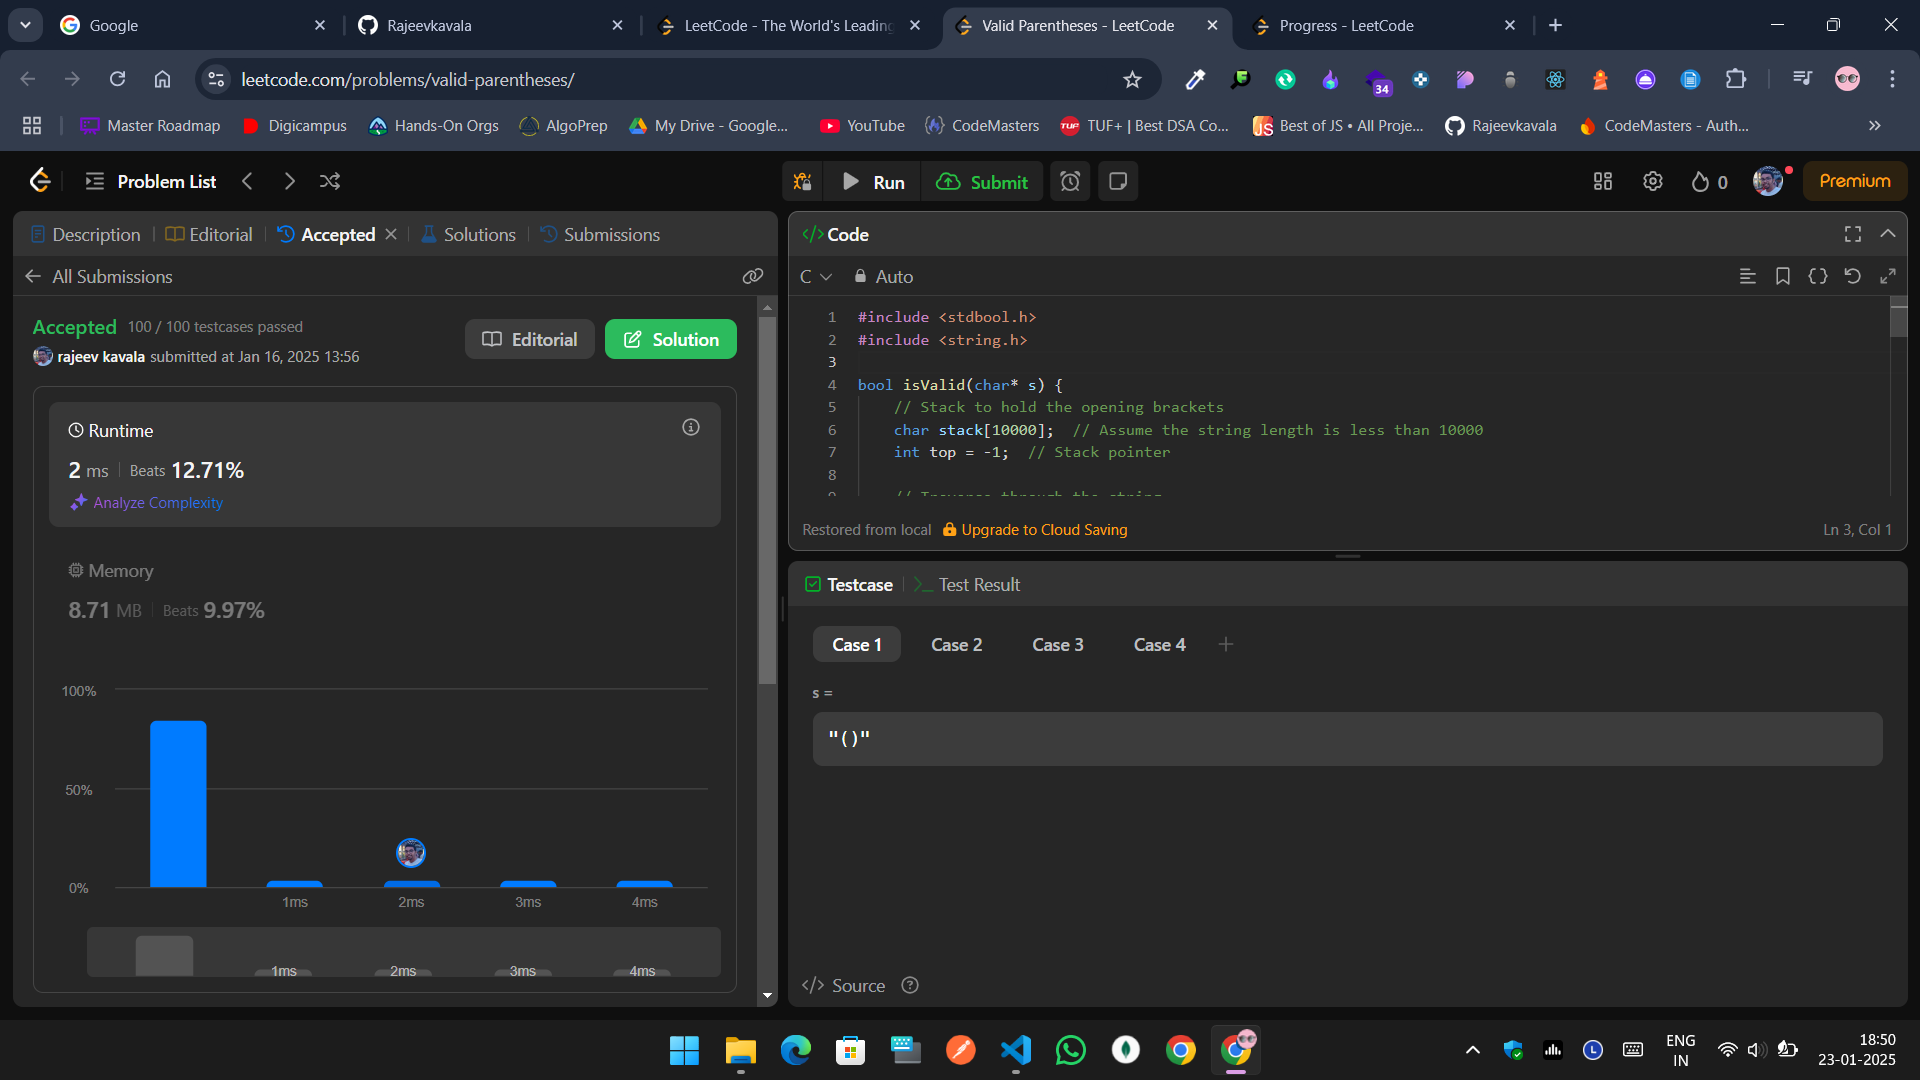 Google
Rajeevkavala
LeetCode - The World's Leading
Valid Parentheses - LeetCode
Progress - LeetCode
leetcode.com/problems/valid-parentheses/
34
Master Roadmap
Digicampus
Hands-On Orgs
AlgoPrep
My Drive - Google...
YouTube
CodeMasters
TUF+ | Best DSA Co...
JS Best of JS • All Proje...
Rajeevkavala
CodeMasters - Auth...
Problem List
Run
Submit
0
Premium
Description
Editorial
Accepted
Solutions
Submissions
All Submissions
Accepted 100 / 100 testcases passed
rajeev kavala submitted at Jan 16, 2025 13:56
Editorial
Solution
Runtime
2 ms Beats 12.71%
Analyze Complexity
Memory
8.71 MB Beats 9.97%
100%
50%
0%
1ms 2ms 3ms 4ms
1ms 2ms 3ms 4ms
</> Code
C Auto
1 #include <stdbool.h>
2 #include <string.h>
3
4 bool isValid(char* s) {
5 // Stack to hold the opening brackets
6 char stack[10000]; // Assume the string length is less than 10000
7 int top = -1; // Stack pointer
8
9 // Traverse through the string
Restored from local Upgrade to Cloud Saving
Ln 3, Col 1
Testcase
Test Result
Case 1 Case 2 Case 3 Case 4 +
s =
"()"
</> Source
ENG
IN
18:50
23-01-2025